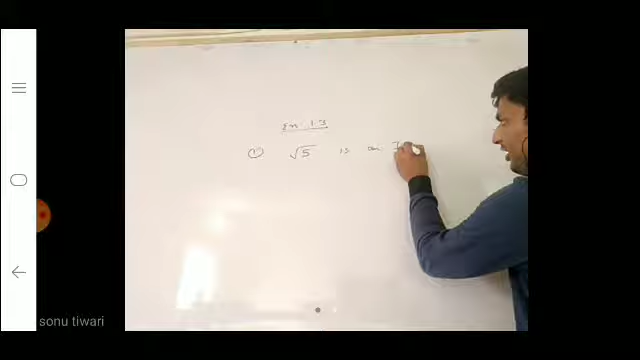 Ex. 1.3
① √5 is an I
sonu tiwari